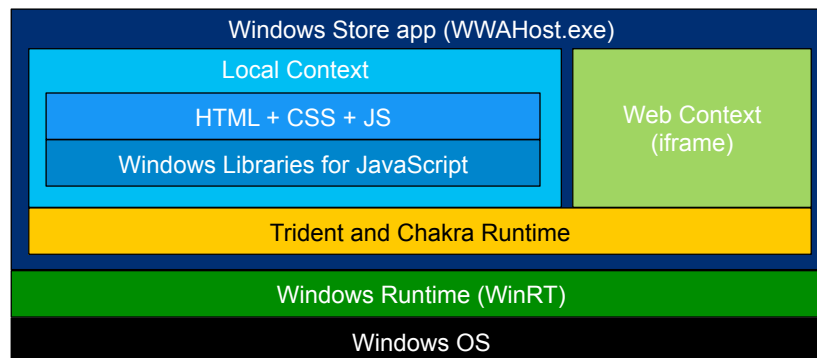 Windows Store app (WWAHost.exe)
Local Context
HTML + CSS + JS
Windows Libraries for JavaScript
Web Context
(iframe)
Trident and Chakra Runtime
Windows Runtime (WinRT)
Windows OS